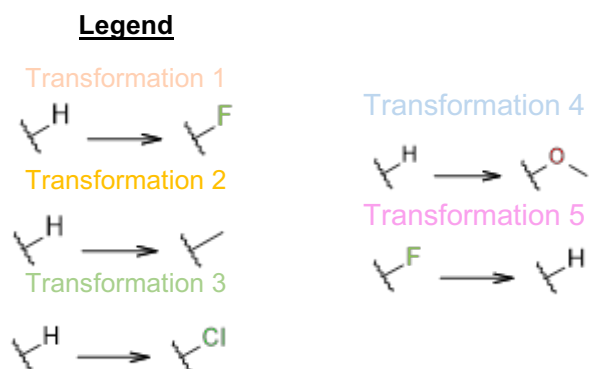 Legend
Transformation 1
H F
Transformation 2
H
Transformation 3
H Cl
Transformation 4
H O
Transformation 5
F H